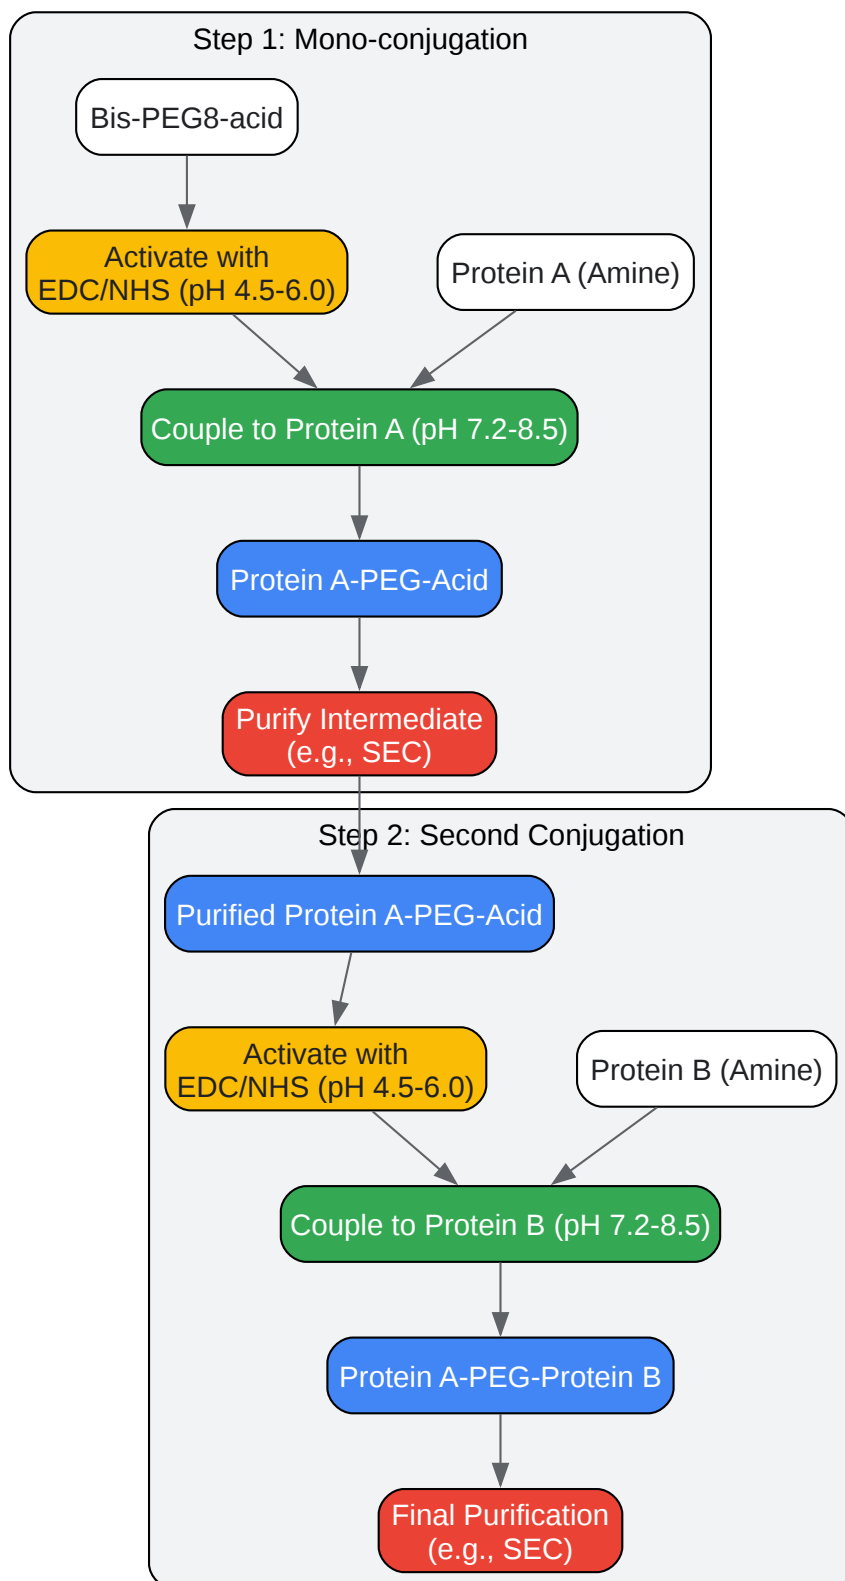 Step 1: Mono-conjugation
Bis-PEG8-acid
Activate with
EDC/NHS (pH 4.5-6.0)
Protein A (Amine)
Couple to Protein A (pH 7.2-8.5)
Protein A-PEG-Acid
Purify Intermediate
(e.g., SEC)
Step 2: Second Conjugation
Purified Protein A-PEG-Acid
Activate with
EDC/NHS (pH 4.5-6.0)
Protein B (Amine)
Couple to Protein B (pH 7.2-8.5)
Protein A-PEG-Protein B
Final Purification
(e.g., SEC)